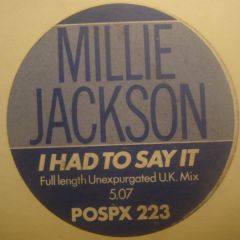 MILLIE
JACKSON
I HAD TO SAY IT
Full length Unexpurgated U.K. Mix
5.07
POSPX 223